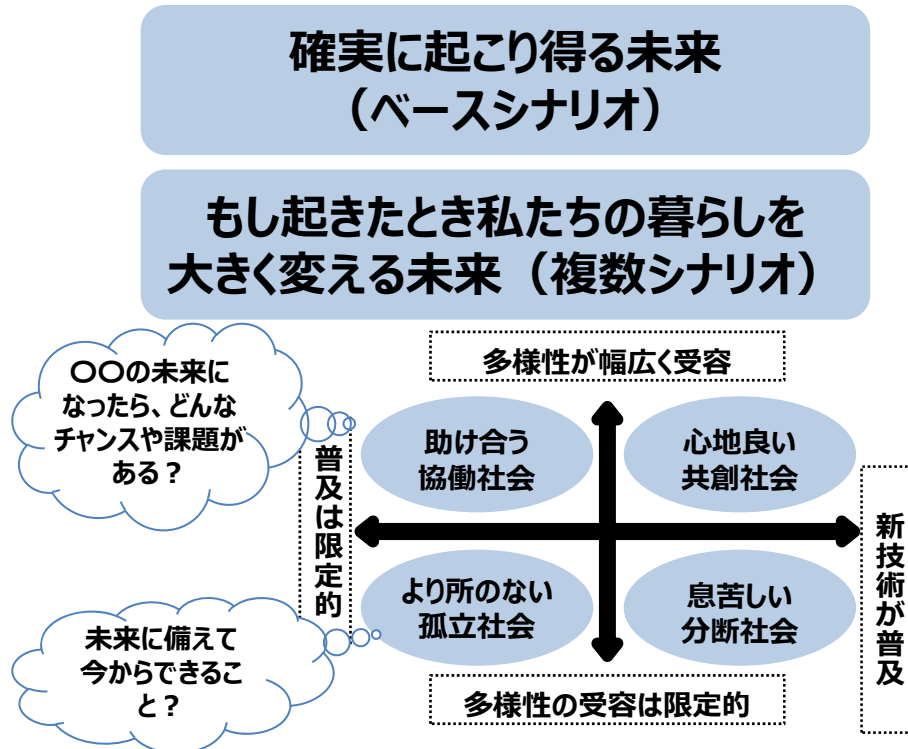 確実に起こり得る未来
（ベースシナリオ）
もし起きたとき私たちの暮らしを
大きく変える未来（複数シナリオ）
〇〇の未来に
なったら、どんな
チャンスや課題が
ある？
多様性が幅広く受容
普及は限定的
助け合う
協働社会
心地良い
共創社会
新技術が普及
より所のない
孤立社会
息苦しい
分断社会
未来に備えて
今からできるこ
と？
多様性の受容は限定的